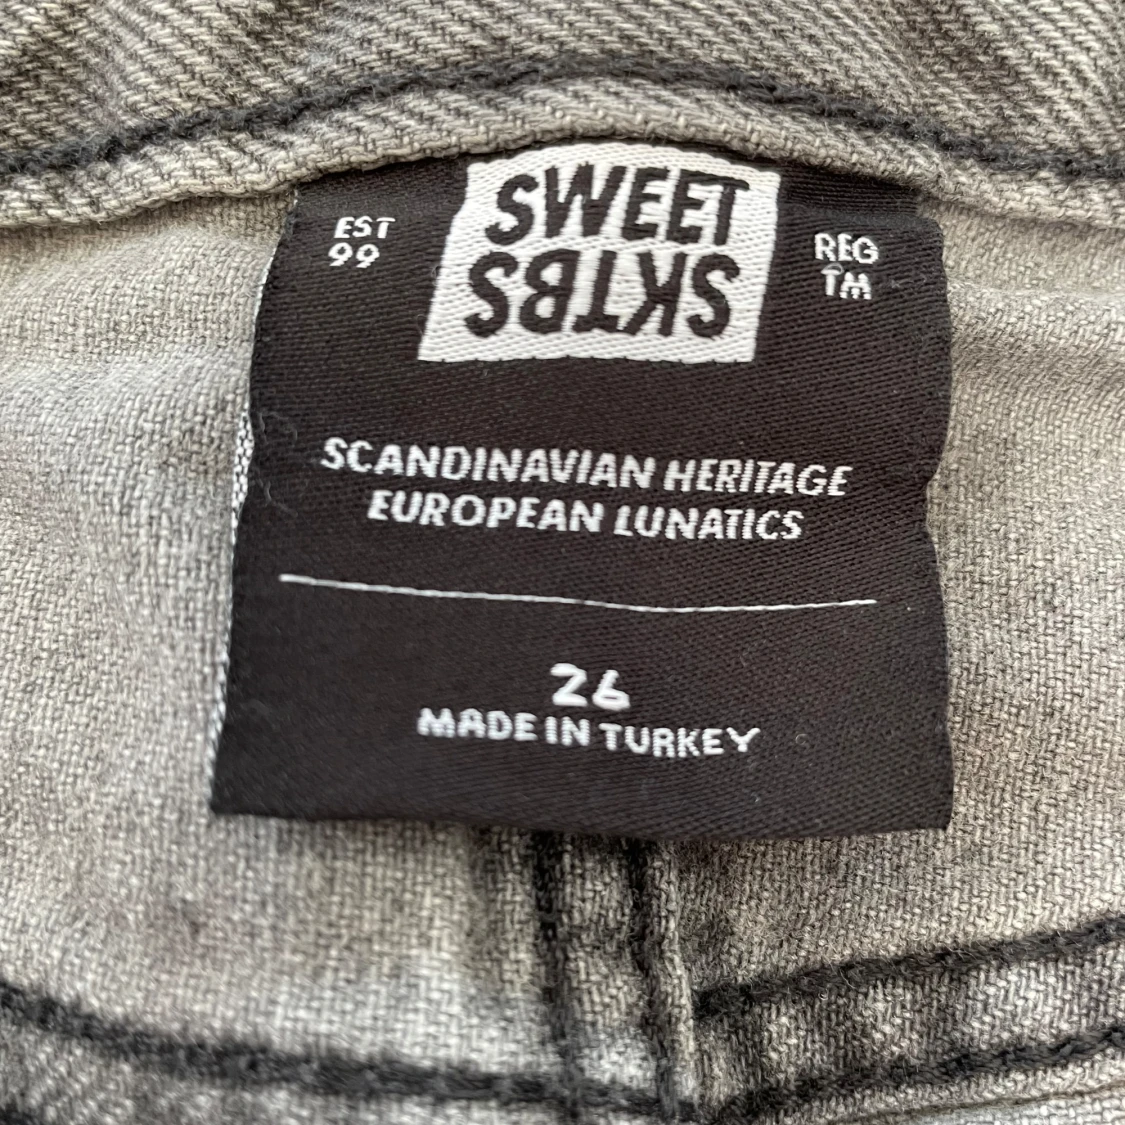 SWEET
SKTBS
EST
99
REG
TM
SCANDINAVIAN HERITAGE
EUROPEAN LUNATICS
26
MADE IN TURKEY